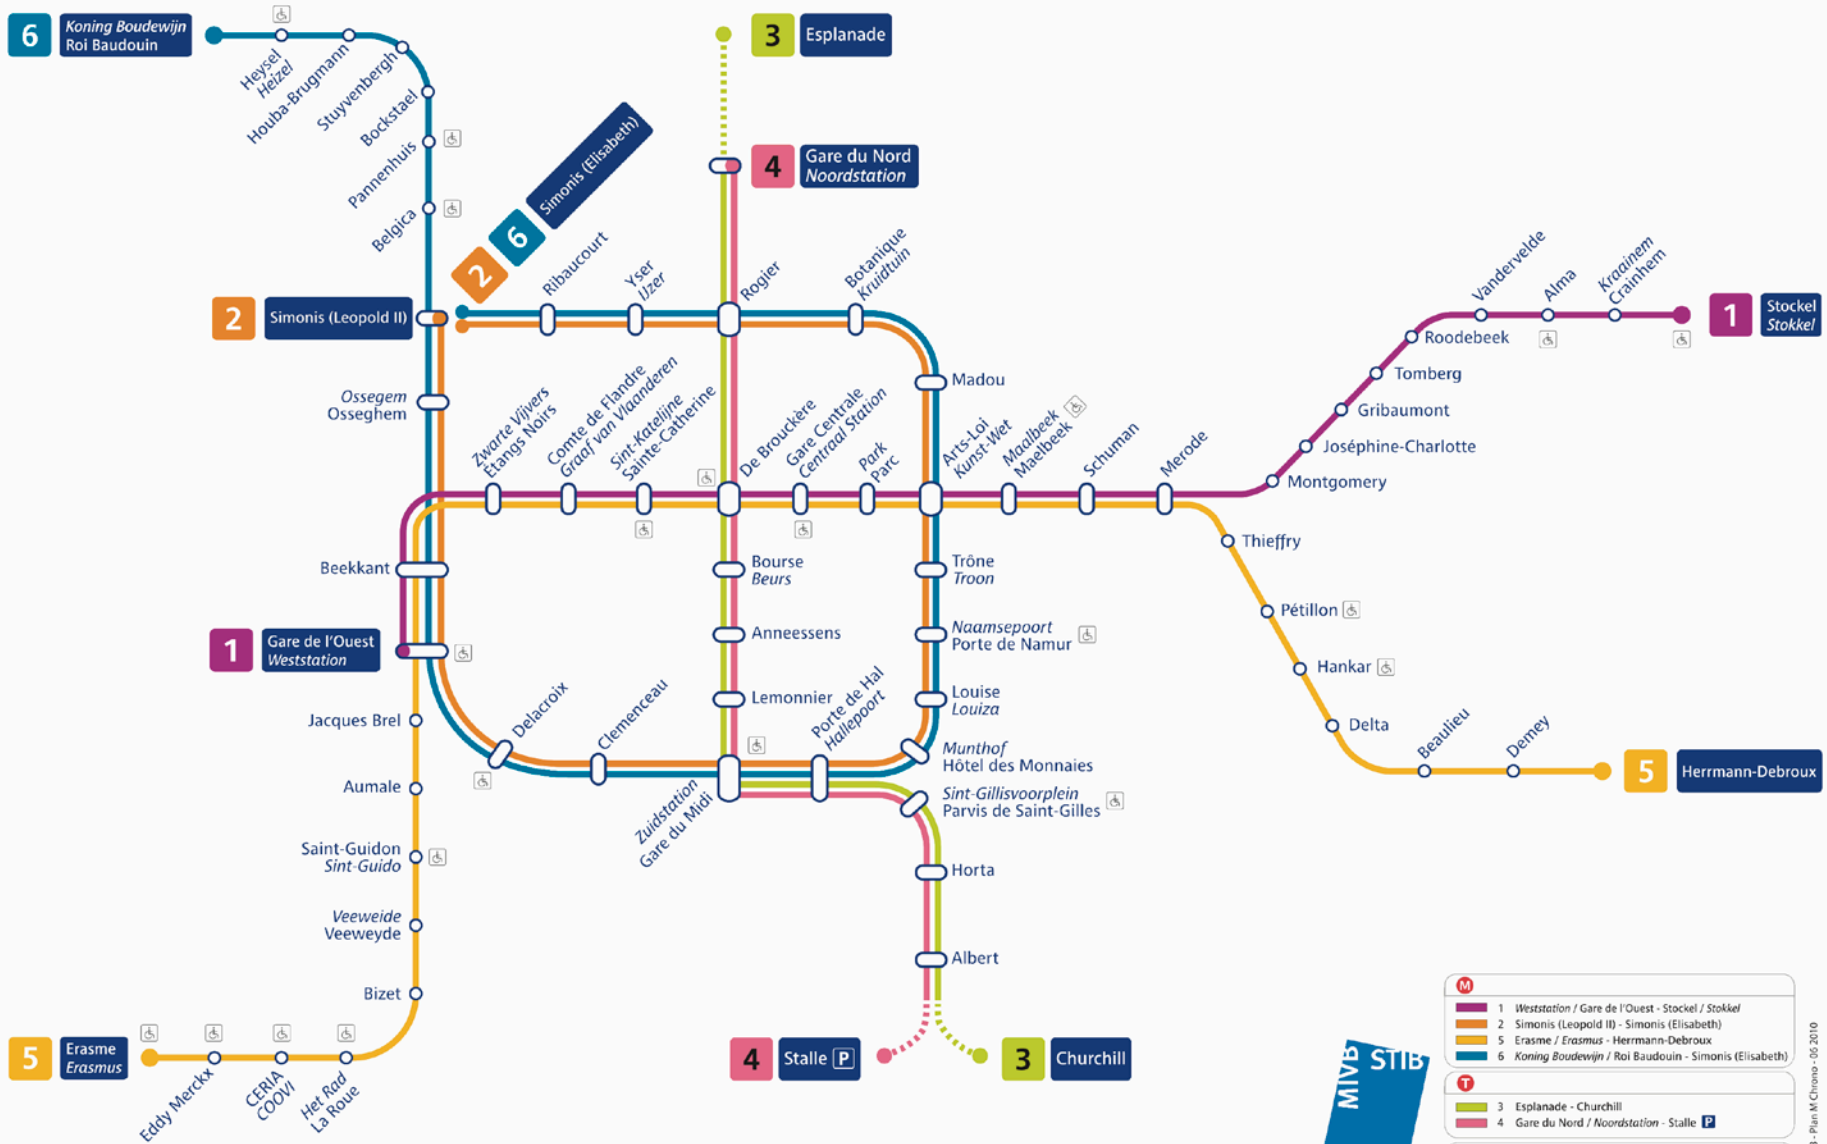 6
Koning Boudewijn
Roi Baudouin
Heysel
Heizel
Houba-Brugmann
Stuyvenbergh
Bockstael
Pannenhuis
Belgica
3
Esplanade
4
Gare du Nord
Noordstation
2
6
Simonis (Elisabeth)
2
Simonis (Leopold II)
Ribaucourt
Yser
IJzer
Rogier
Botanique
Kruidtuin
Madou
Ossegem
Osseghem
Zwarte Vijvers
Étangs Noirs
Comte de Flandre
Graaf van Vlaanderen
Sint-Katelijne
Sainte-Catherine
De Brouckère
Gare Centrale
Centraal Station
Park
Parc
Arts-Loi
Kunst-Wet
Maalbeek
Maelbeek
Schuman
Merode
Montgomery
Joséphine-Charlotte
Gribaumont
Tomberg
Roodebeek
Vandervelde
Alma
Kraainem
Crainhem
1
Stockel
Stokkel
Beekkant
1
Gare de l'Ouest
Weststation
Bourse
Beurs
Anneessens
Lemonnier
Trône
Troon
Naamsepoort
Porte de Namur
Louise
Louiza
Munthof
Hôtel des Monnaies
Sint-Gillisvoorplein
Parvis de Saint-Gilles
Horta
Albert
Delacroix
Clemenceau
Zuidstation
Gare du Midi
Porte de Hal
Hallepoort
Thieffry
Pétillon
Hankar
Delta
Beaulieu
Demey
5
Herrmann-Debroux
Jacques Brel
Aumale
Saint-Guidon
Sint-Guido
Veeweide
Veeweyde
Bizet
5
Erasme
Erasmus
Eddy Merckx
CERIA
COOVI
Het Rad
La Roue
4
Stalle P
3
Churchill
MIVB
STIB
M
1 Weststation / Gare de l'Ouest - Stockel / Stokkel
2 Simonis (Leopold II) - Simonis (Elisabeth)
5 Erasme / Erasmus - Herrmann-Debroux
6 Koning Boudewijn / Roi Baudouin - Simonis (Elisabeth)
T
3 Esplanade - Churchill
4 Gare du Nord / Noordstation - Stalle P
- Plan M Chrono - 06 2010